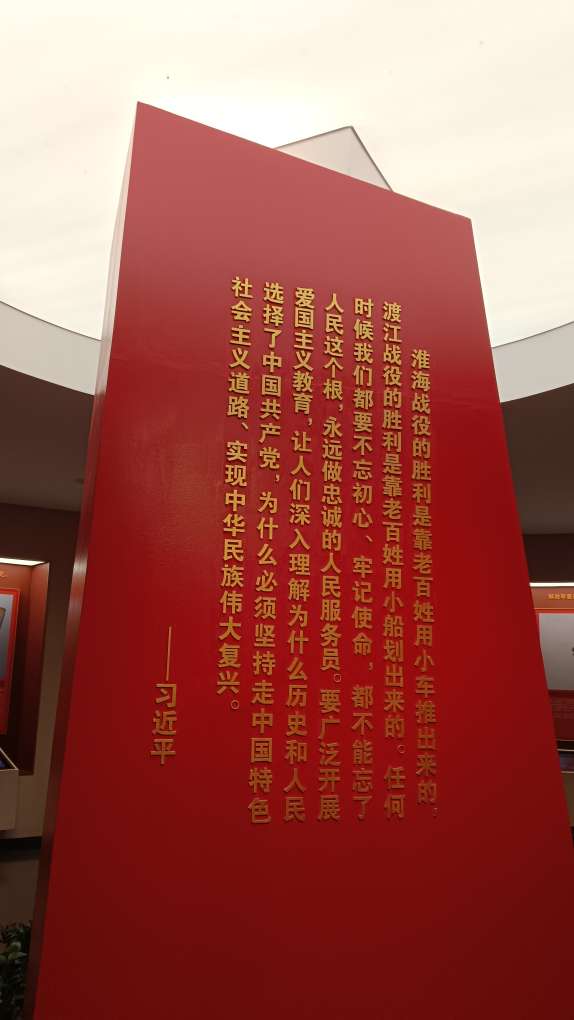 淮海战役的胜利是靠老百姓用小车推出来的,
渡江战役的胜利是靠老百姓用小船划出来的。任何
时候我们都要不忘初心、牢记使命，都不能忘了
人民这个根，永远做忠诚的人民服务员。要广泛开展
爱国主义教育，让人们深入理解为什么历史和人民
选择了中国共产党，为什么必须坚持走中国特色
社会主义道路、实现中华民族伟大复兴。
——习近平